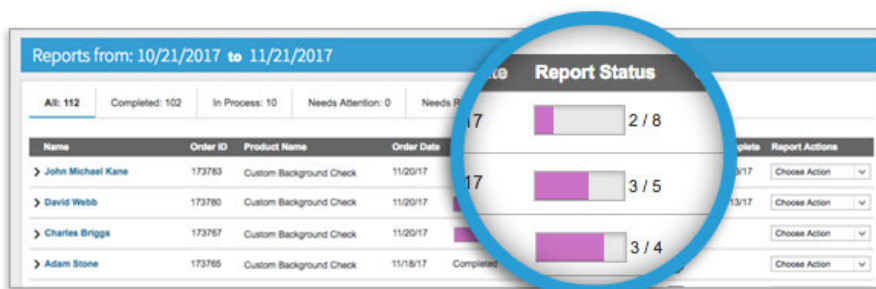 Reports from: 10/21/2017 to 11/21/2017
All: 112 Completed: 102 In Process: 10 Needs Attention: 0 Needs
Name Order ID Product Name Order Date Report Status Report Actions
John Michael Kane 173783 Custom Background Check 11/20/17 17 2 / 8 3/17 Choose Action
David Webb 173780 Custom Background Check 11/20/17 17 3 / 5 13/17 Choose Action
Charles Briggs 173767 Custom Background Check 11/20/17 3 / 4 Choose Action
Adam Stone 173765 Custom Background Check 11/18/17 Completed Choose Action